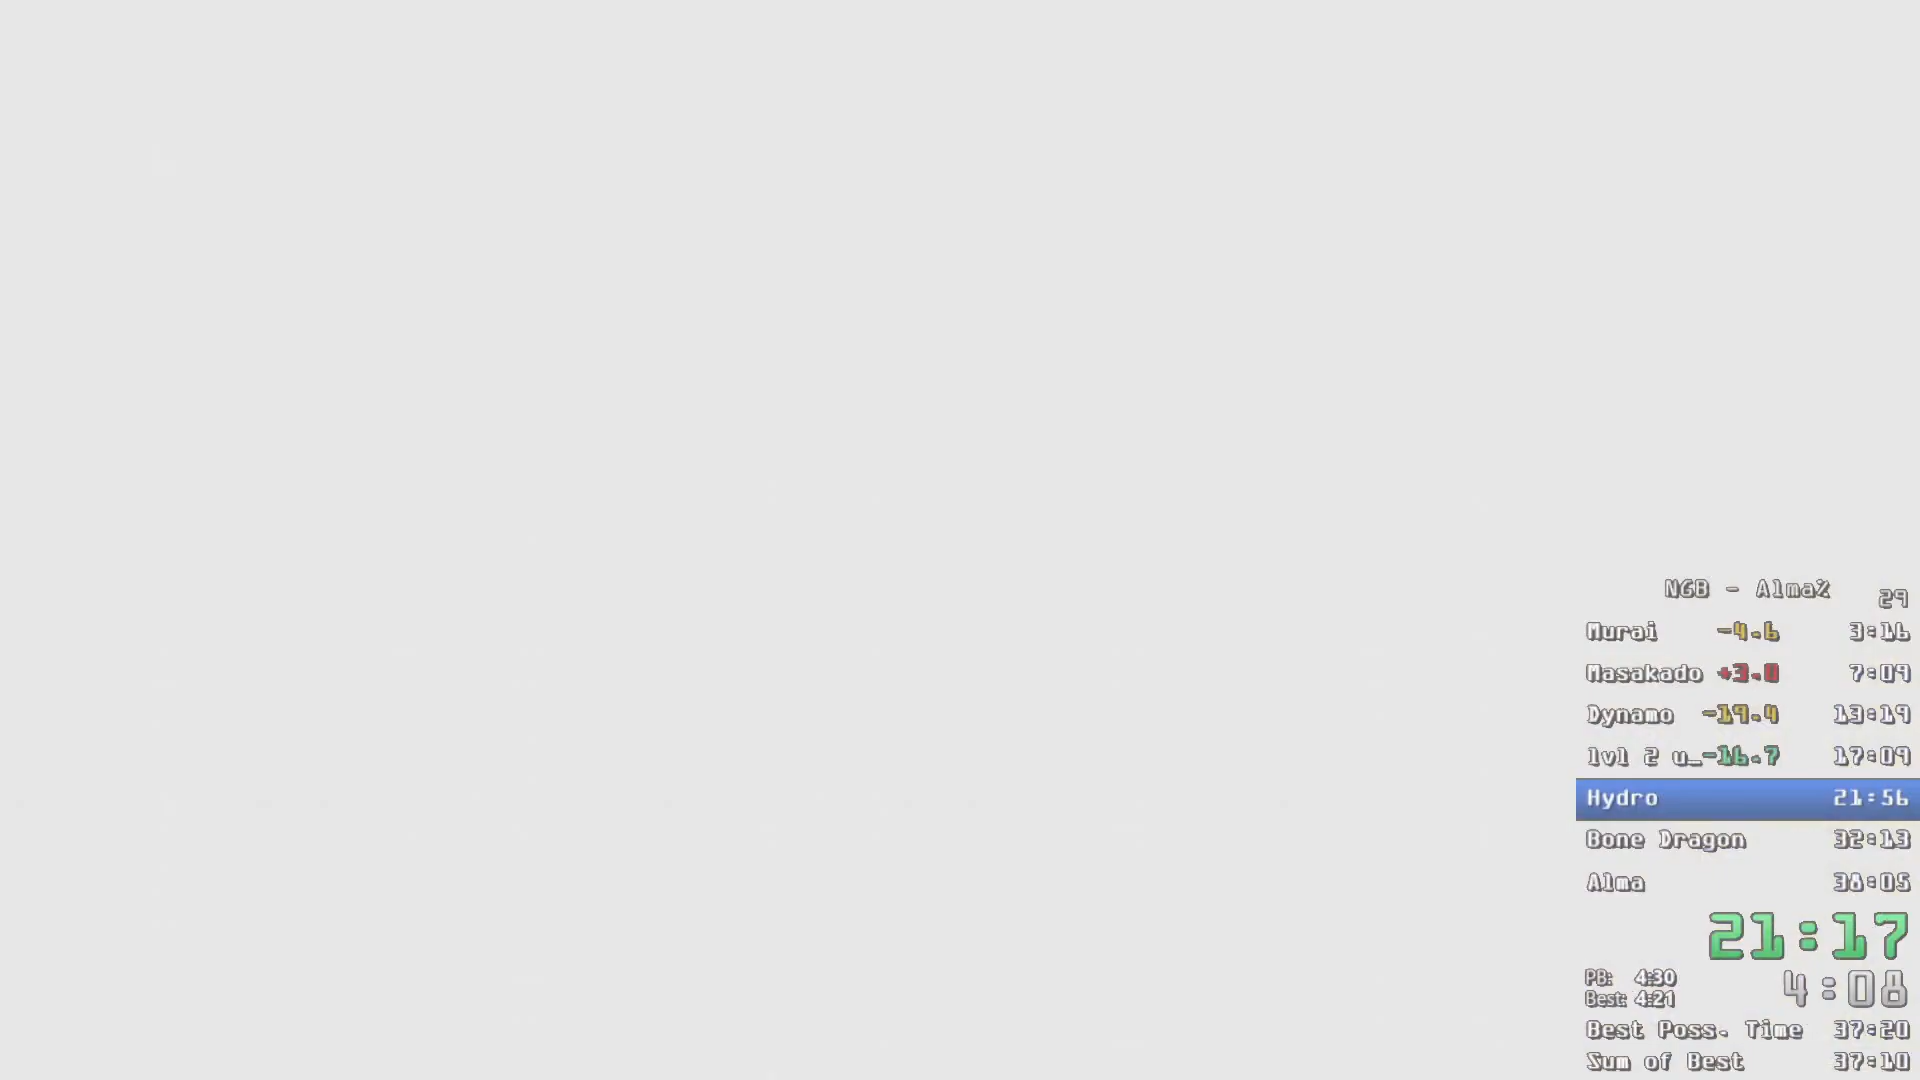 NGB - Alma%
29
Murai -4.6 3:16
Masakado +3.0 7:09
Dynamo -19.4 13:19
lvl 2 u… -16.7 17:09
Hydro 21:56
Bone Dragon 32:13
Alma 38:05
21:17
PB: 4:30
4:08
Best: 4:21
Best Poss. Time 37:20
Sum of Best 37:10